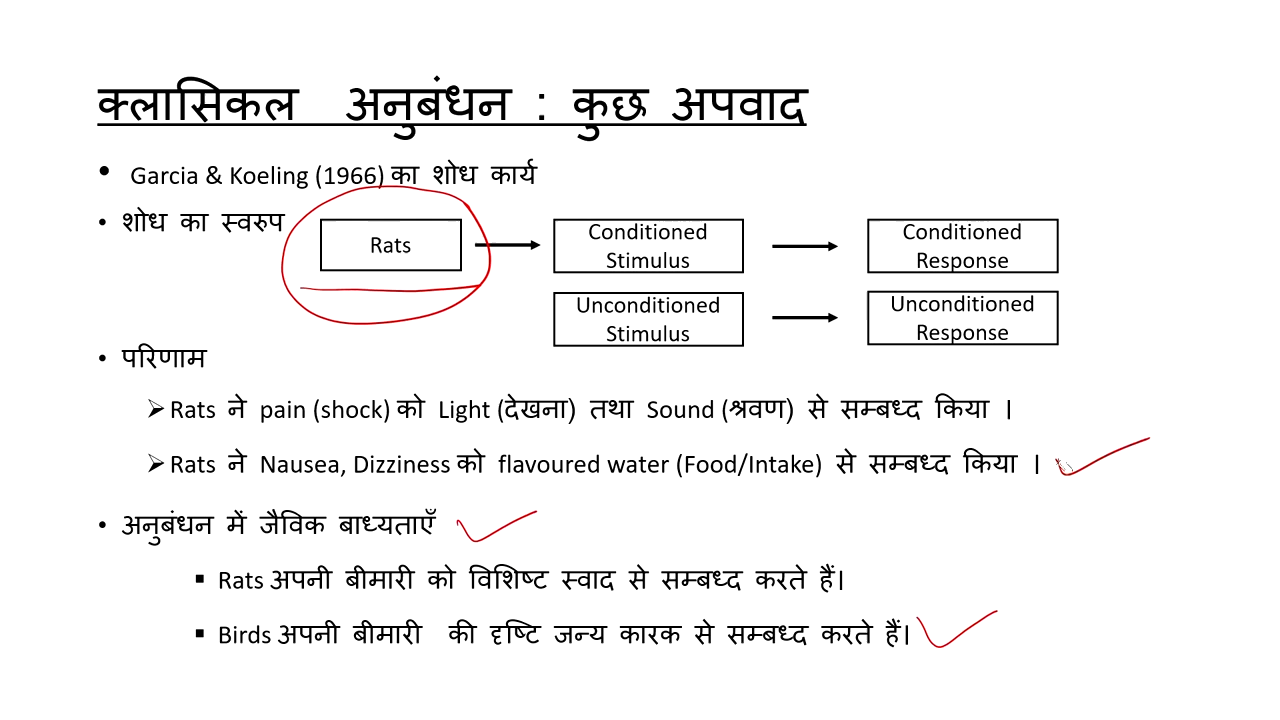 क्लासिकल अनुबंधन : कुछ अपवाद
• Garcia & Koeling (1966) का शोध कार्य
• शोध का स्वरुप
Rats
Conditioned
Stimulus
Conditioned
Response
Unconditioned
Stimulus
Unconditioned
Response
• परिणाम
➢ Rats ने pain (shock) को Light (देखना) तथा Sound (श्रवण) से सम्बध्द किया ।
➢ Rats ने Nausea, Dizziness को flavoured water (Food/Intake) से सम्बध्द किया ।
• अनुबंधन में जैविक बाध्यताएँ
▪ Rats अपनी बीमारी को विशिष्ट स्वाद से सम्बध्द करते हैं।
▪ Birds अपनी बीमारी की दृष्टि जन्य कारक से सम्बध्द करते हैं।